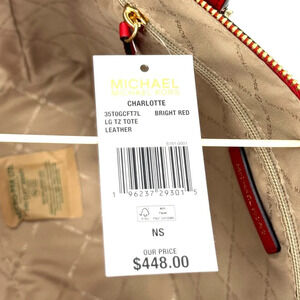 MICHAEL
MICHAEL KORS
CHARLOTTE
35T0GCFT7L BRIGHT RED
LG TZ TOTE
LEATHER
1 96237 29301 5
FSC
NS
OUR PRICE
$448.00